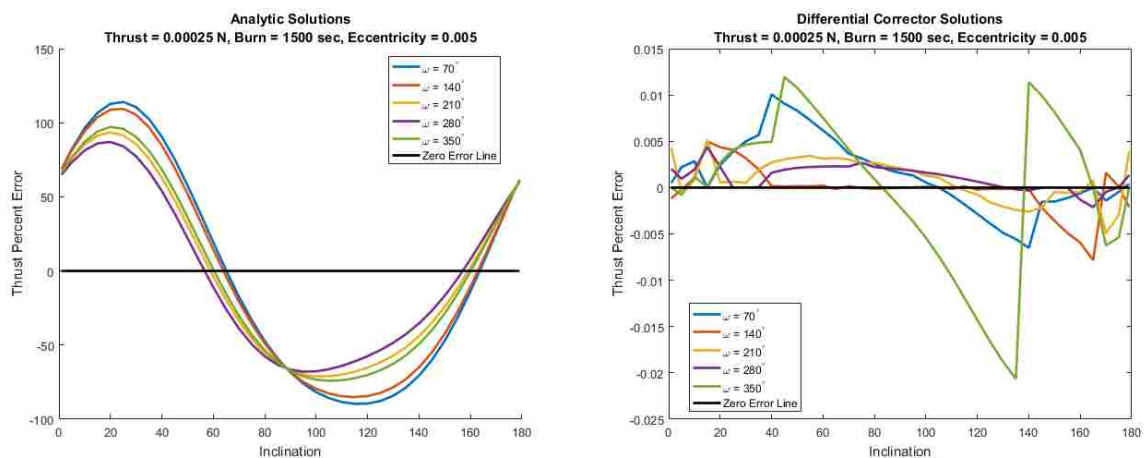 Analytic Solutions
Thrust = 0.00025 N, Burn = 1500 sec, Eccentricity = 0.005
150
100
50
0
-50
-100
Thrust Percent Error
0
20
40
60
80
100
120
140
160
180
Inclination
ω = 70°
ω = 140°
ω = 210°
ω = 280°
ω = 350°
Zero Error Line
Differential Corrector Solutions
Thrust = 0.00025 N, Burn = 1500 sec, Eccentricity = 0.005
0.015
0.01
0.005
0
-0.005
-0.01
-0.015
-0.02
-0.025
Thrust Percent Error
0
20
40
60
80
100
120
140
160
180
Inclination
ω = 70°
ω = 140°
ω = 210°
ω = 280°
ω = 350°
Zero Error Line